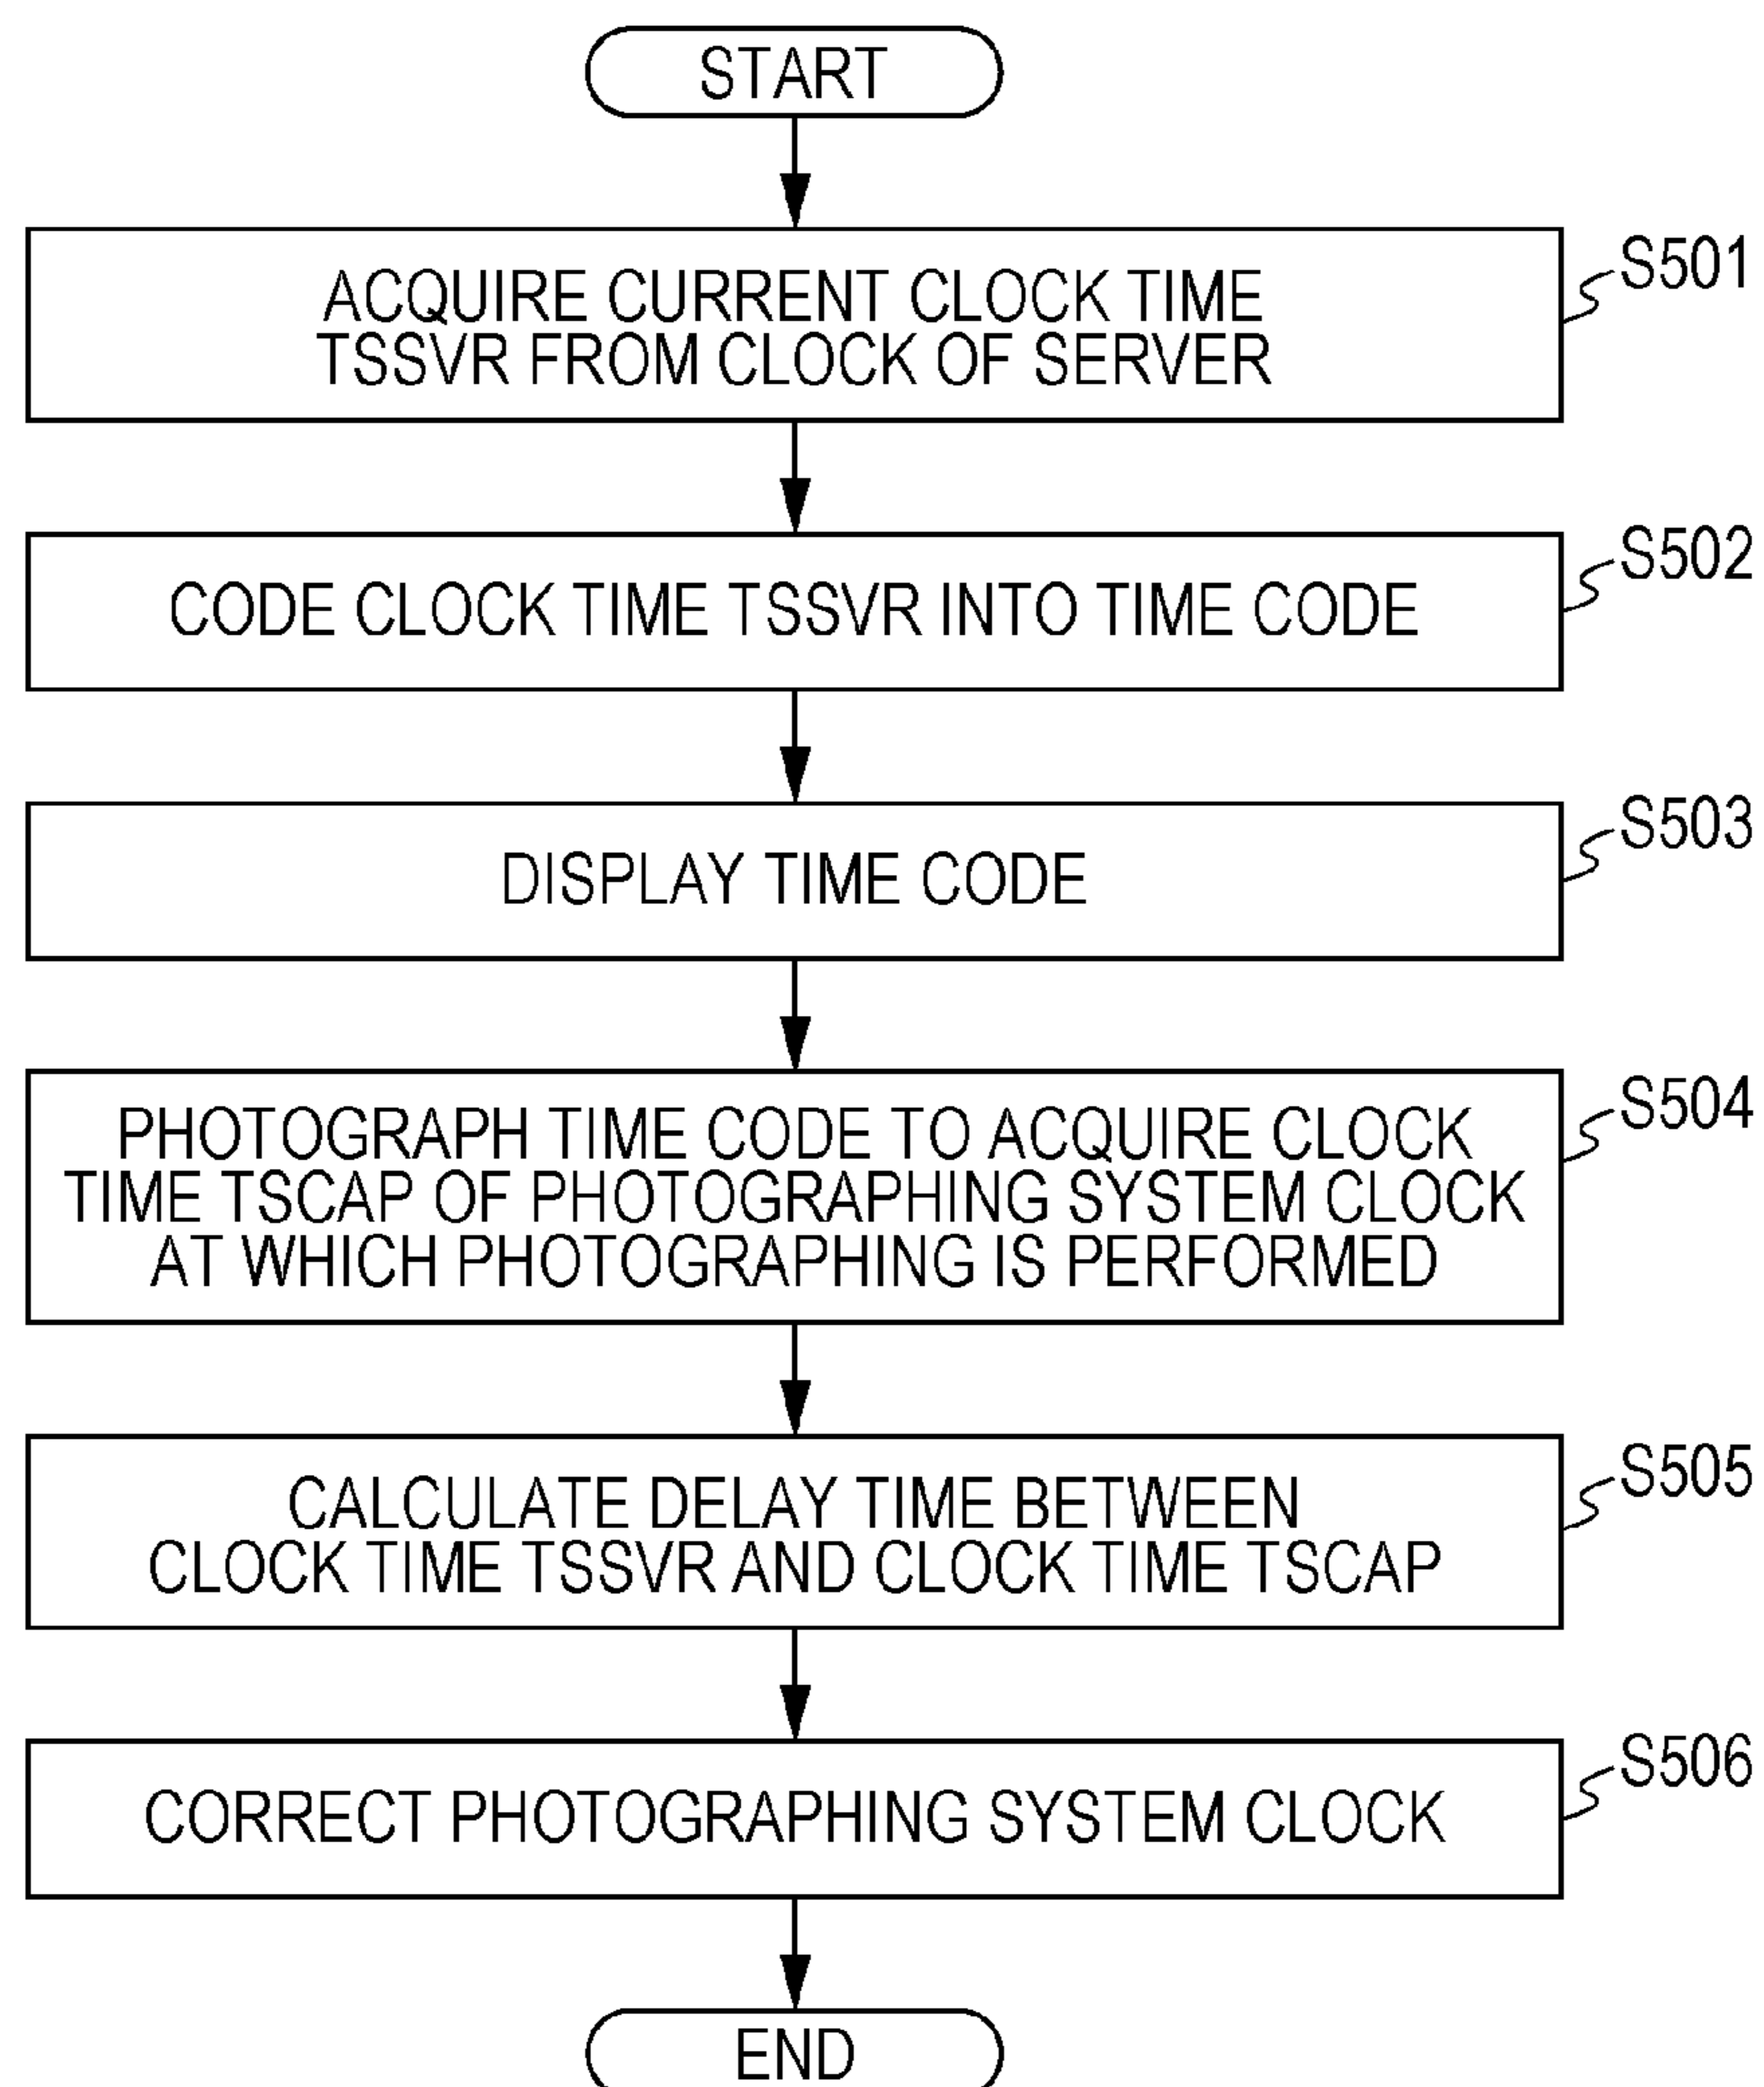 START
S501
ACQUIRE CURRENT CLOCK TIME
TSSVR FROM CLOCK OF SERVER
S502
CODE CLOCK TIME TSSVR INTO TIME CODE
S503
DISPLAY TIME CODE
S504
PHOTOGRAPH TIME CODE TO ACQUIRE CLOCK
TIME TSCAP OF PHOTOGRAPHING SYSTEM CLOCK
AT WHICH PHOTOGRAPHING IS PERFORMED
S505
CALCULATE DELAY TIME BETWEEN
CLOCK TIME TSSVR AND CLOCK TIME TSCAP
S506
CORRECT PHOTOGRAPHING SYSTEM CLOCK
END